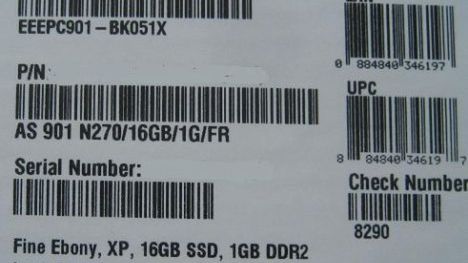 EEEPC901-BK051X
0 884840 346197
P/N
UPC
AS 901 N270/16GB/1G/FR
8 84840 34619 7
Serial Number:
Check Number
8290
Fine Ebony, XP, 16GB SSD, 1GB DDR2